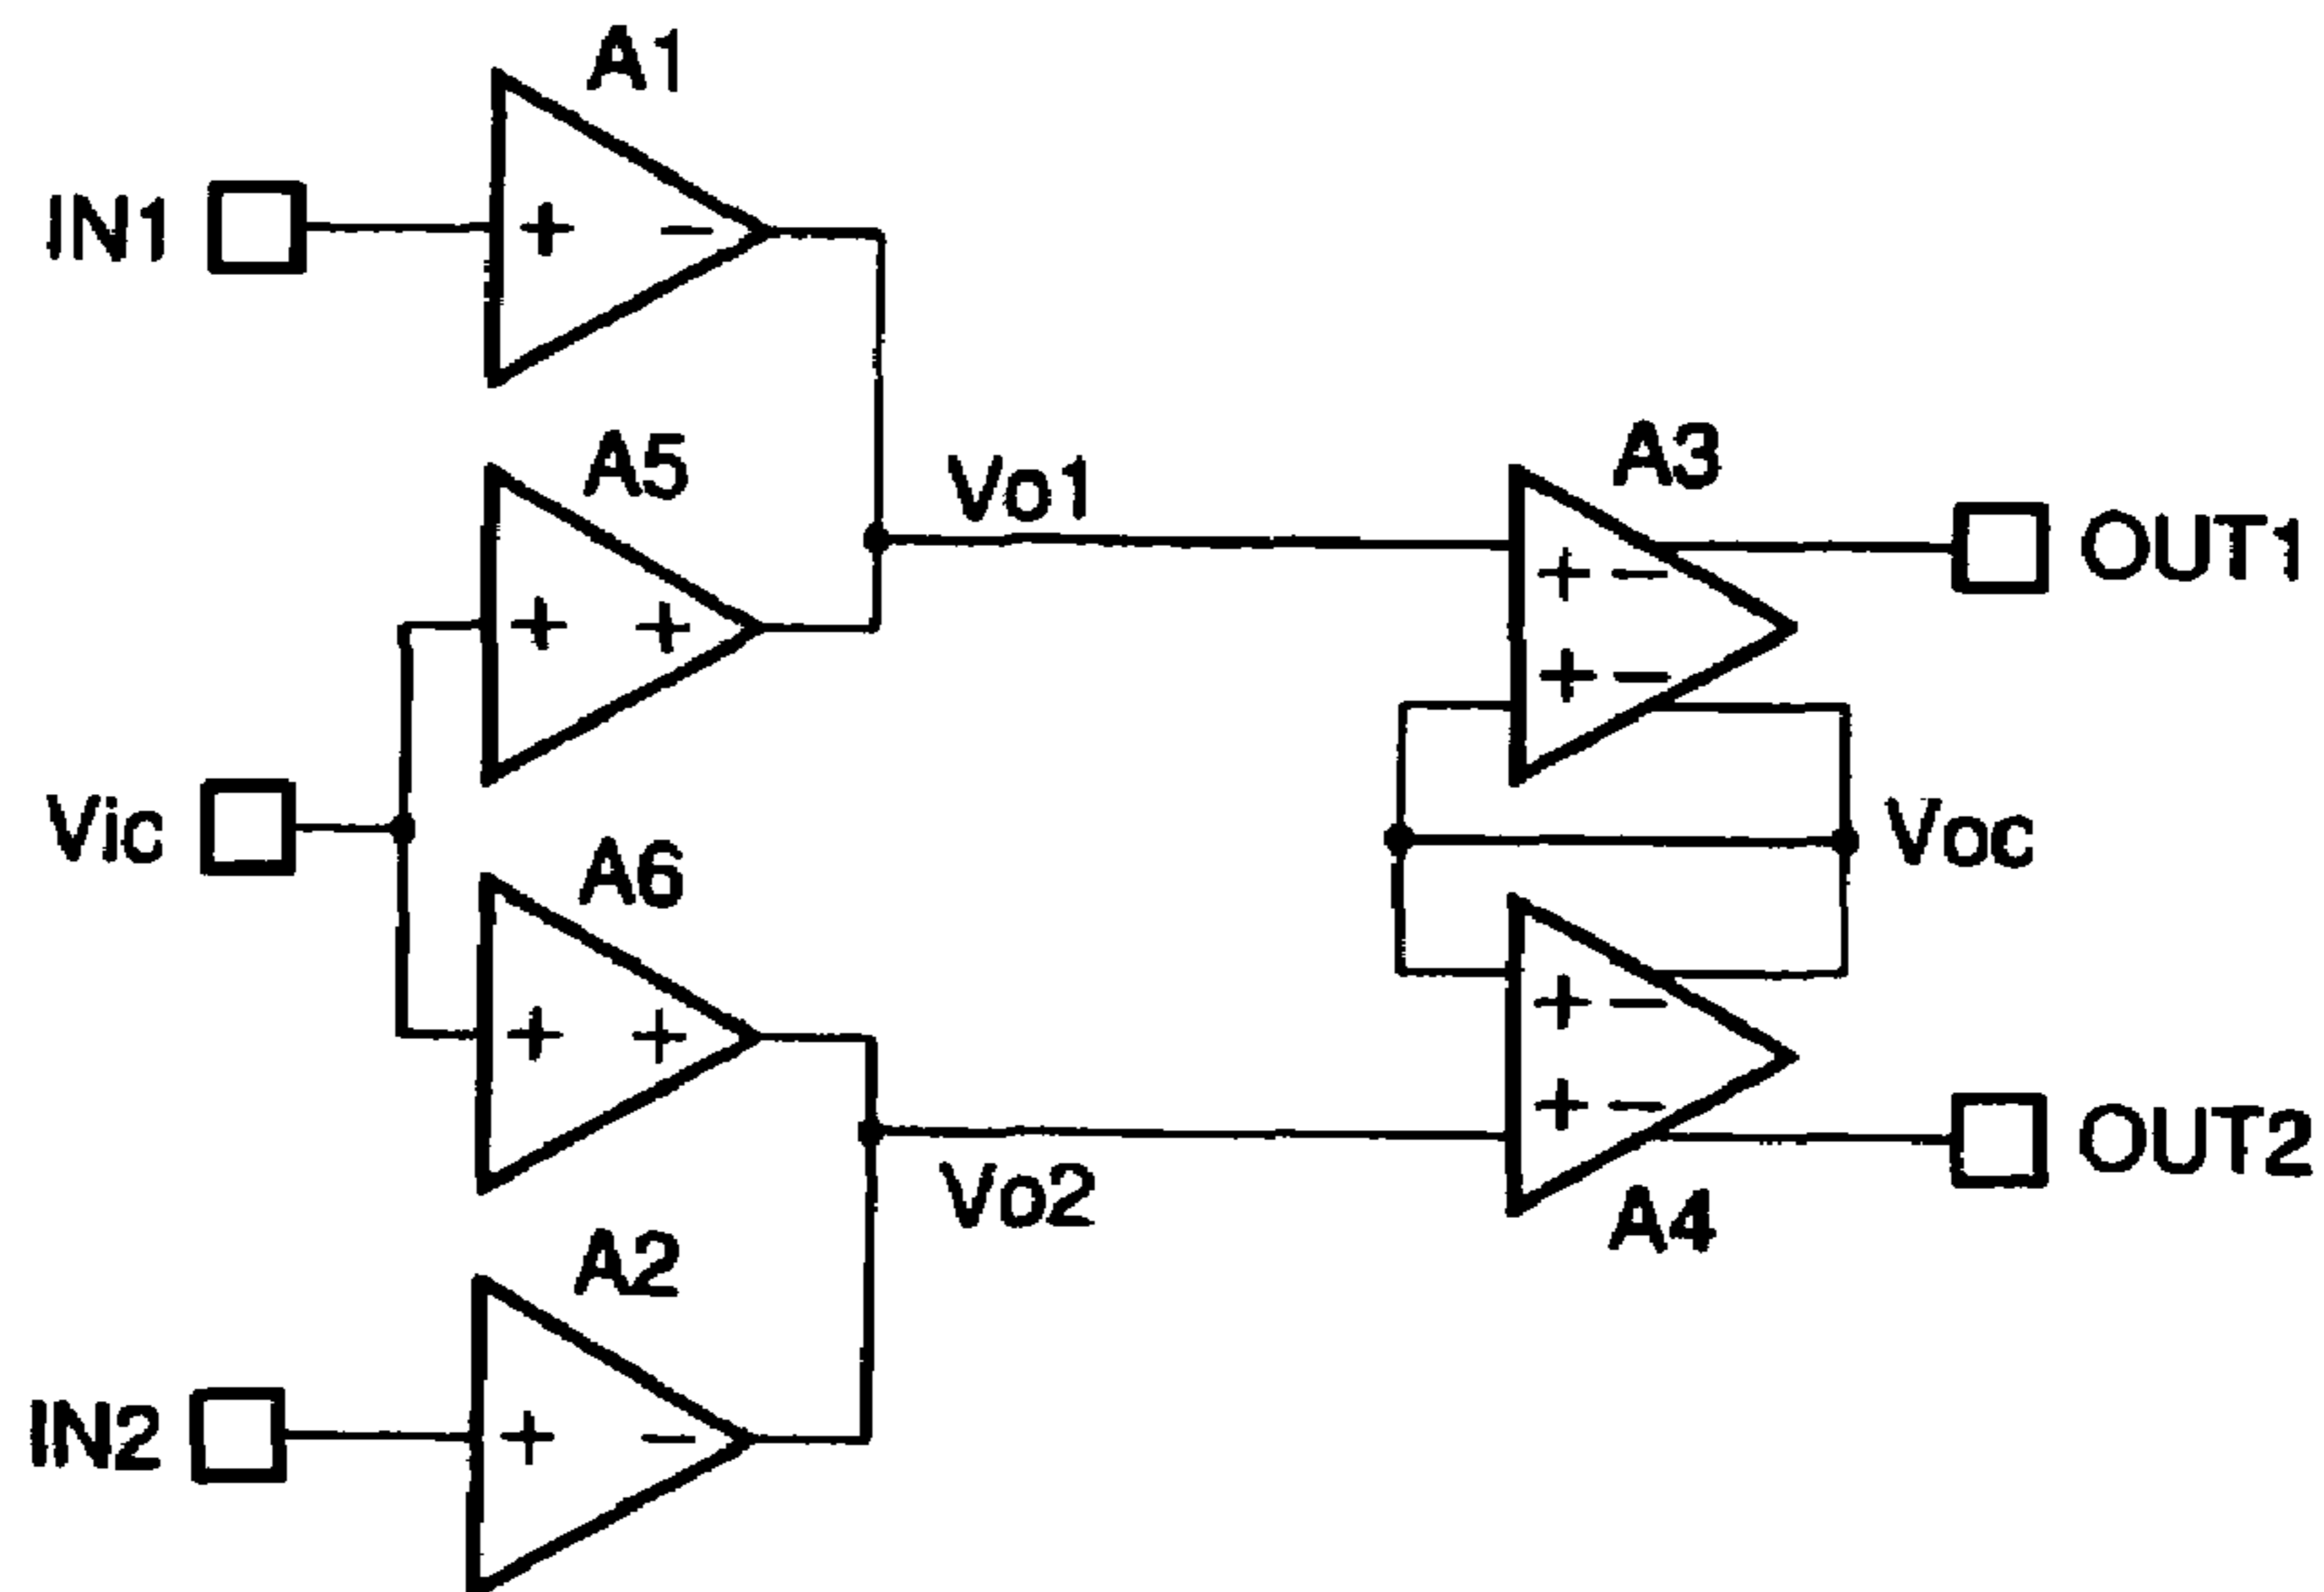 A1
IN1
+ −
A5
Vo1
A3
OUT1
+ −
+ +
+ −
Vic
Voc
A6
+ −
+ +
+ −
Vo2
OUT2
A4
A2
IN2
+ −